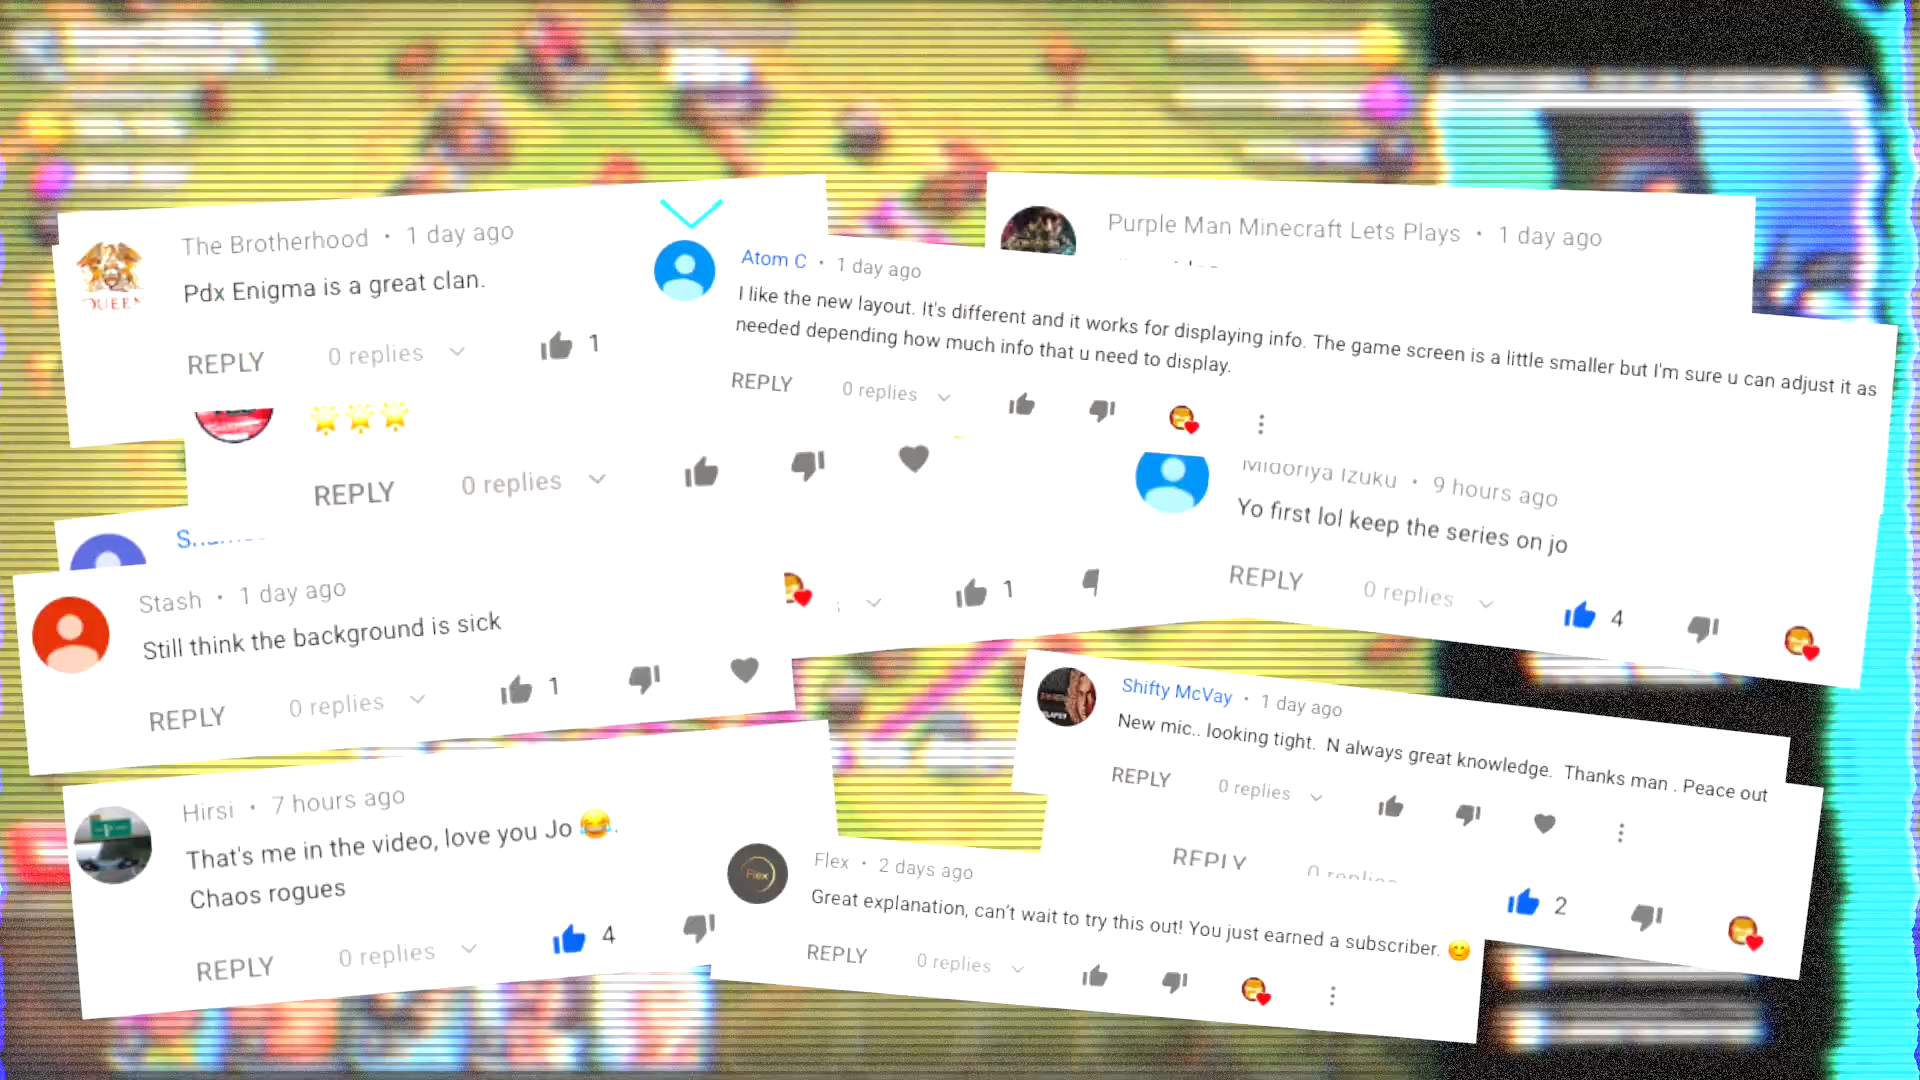 The Brotherhood • 1 day ago
Pdx Enigma is a great clan.
REPLY 0 replies 1
QUEEN
Purple Man Minecraft Lets Plays • 1 day ago
Atom C • 1 day ago
I like the new layout. It's different and it works for displaying info. The game screen is a little smaller but I'm sure u can adjust it as
needed depending how much info that u need to display.
REPLY 0 replies
REPLY 0 replies
Midoriya Izuku • 9 hours ago
Yo first lol keep the series on jo
REPLY 0 replies 4
1
Stash • 1 day ago
Still think the background is sick
REPLY 0 replies 1
Shifty McVay • 1 day ago
New mic.. looking tight. N always great knowledge. Thanks man . Peace out
REPLY 0 replies
REPLY 0 replies
2
Hirsi • 7 hours ago
That's me in the video, love you Jo 😂.
Chaos rogues
REPLY 0 replies 4
Flex
Flex • 2 days ago
Great explanation, can't wait to try this out! You just earned a subscriber. 😊
REPLY 0 replies